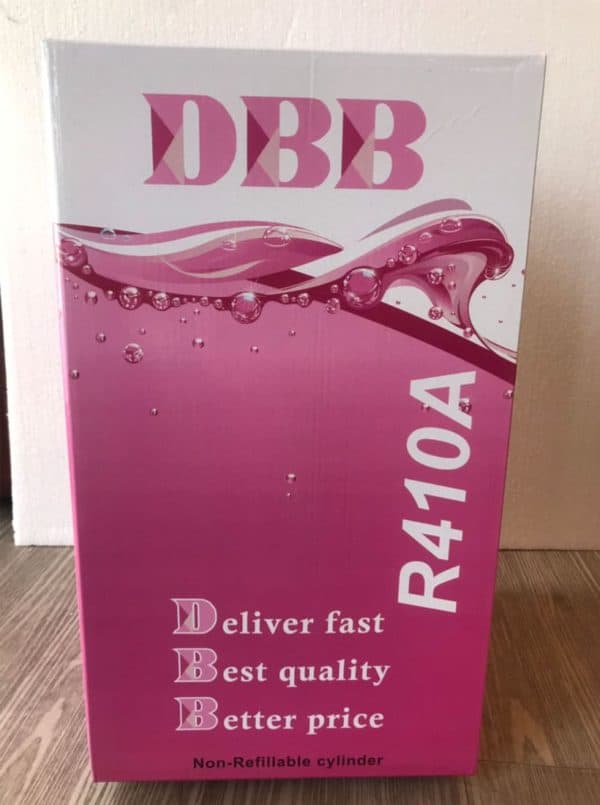 DBB
R410A
Deliver fast
Best quality
Better price
Non-Refillable cylinder